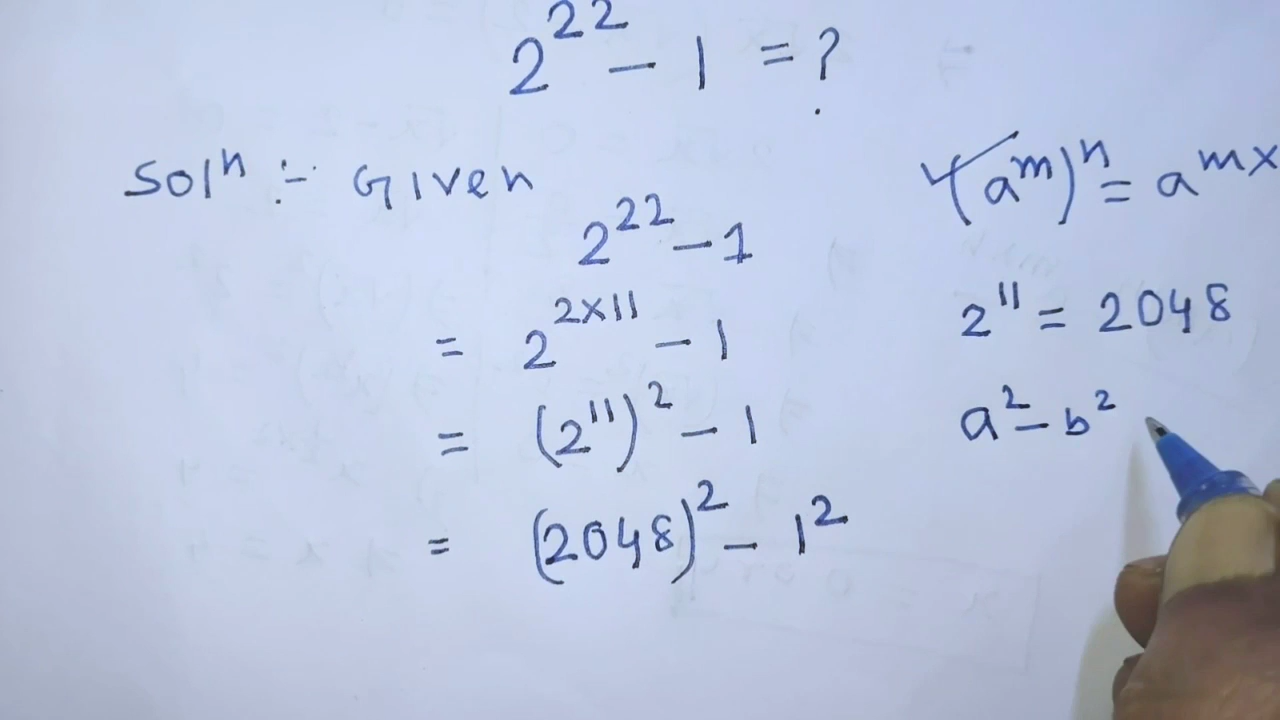 2²² - 1 = ?
Solⁿ :- Given
(aᵐ)ⁿ = aᵐˣ
2²² - 1
= 2²ˣ¹¹ - 1
2¹¹ = 2048
= (2¹¹)² - 1
a² - b²
= (2048)² - 1²